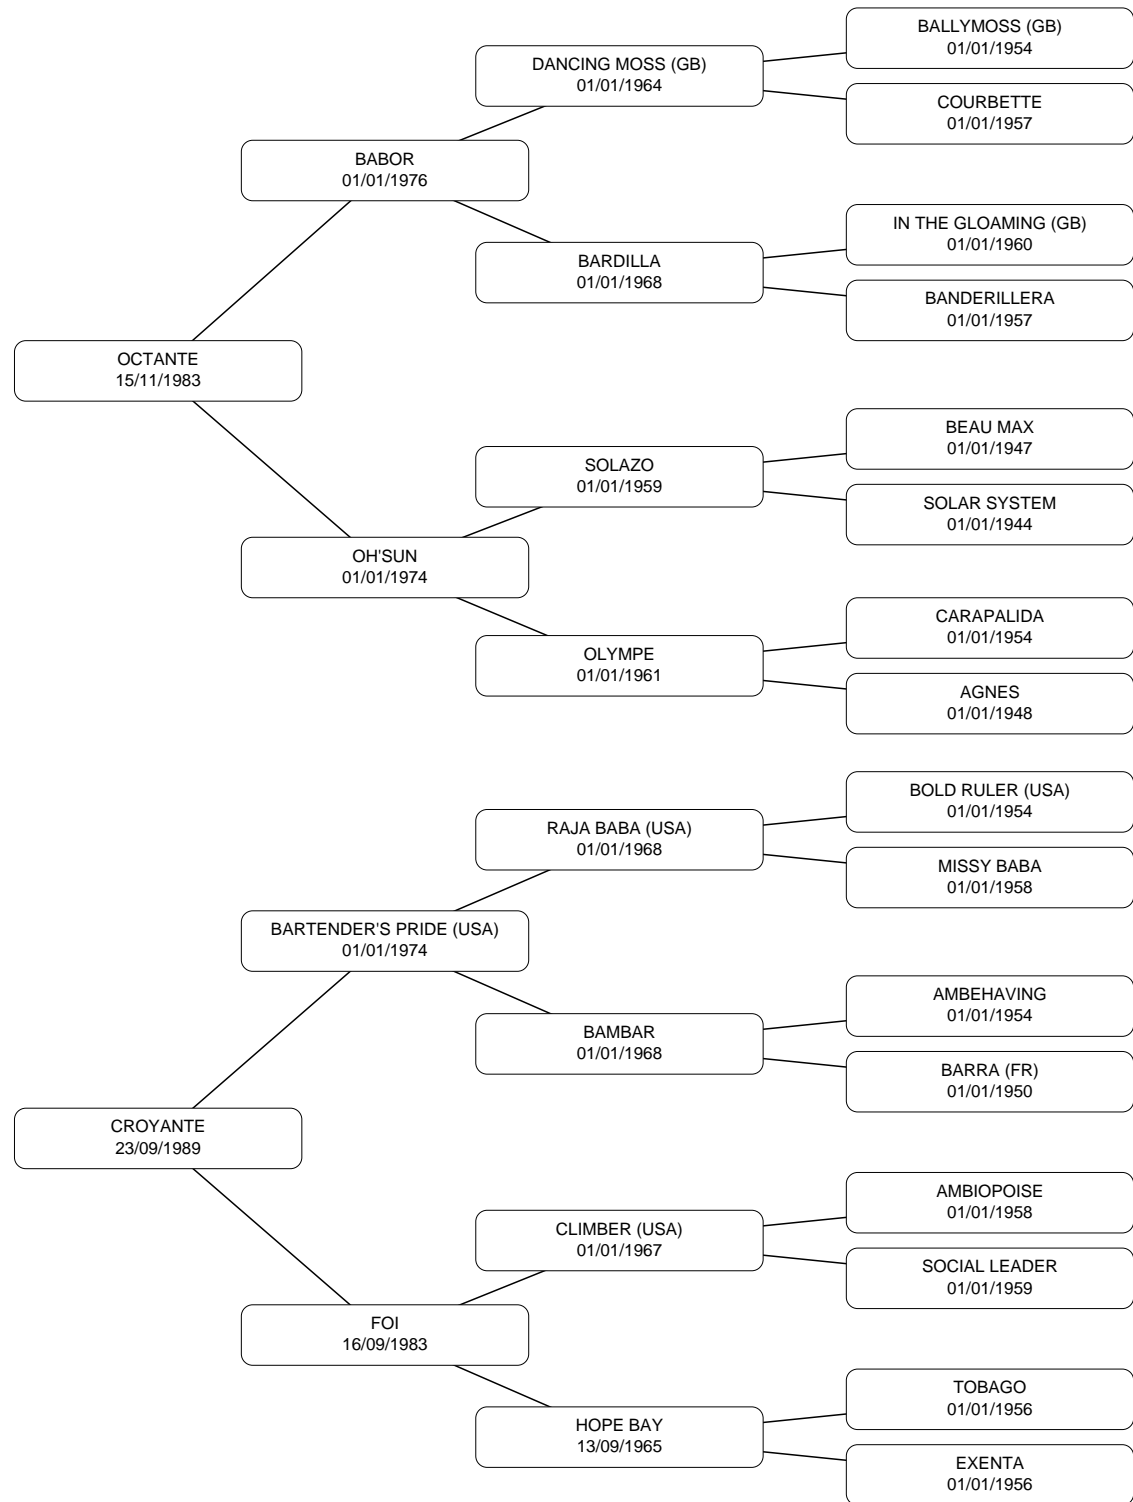 BALLYMOSS (GB)
01/01/1954
DANCING MOSS (GB)
01/01/1964
COURBETTE
01/01/1957
BABOR
01/01/1976
IN THE GLOAMING (GB)
01/01/1960
BARDILLA
01/01/1968
BANDERILLERA
01/01/1957
OCTANTE
15/11/1983
BEAU MAX
01/01/1947
SOLAZO
01/01/1959
SOLAR SYSTEM
01/01/1944
OH'SUN
01/01/1974
CARAPALIDA
01/01/1954
OLYMPE
01/01/1961
AGNES
01/01/1948
BOLD RULER (USA)
01/01/1954
RAJA BABA (USA)
01/01/1968
MISSY BABA
01/01/1958
BARTENDER'S PRIDE (USA)
01/01/1974
AMBEHAVING
01/01/1954
BAMBAR
01/01/1968
BARRA (FR)
01/01/1950
CROYANTE
23/09/1989
AMBIOPOISE
01/01/1958
CLIMBER (USA)
01/01/1967
SOCIAL LEADER
01/01/1959
FOI
16/09/1983
TOBAGO
01/01/1956
HOPE BAY
13/09/1965
EXENTA
01/01/1956